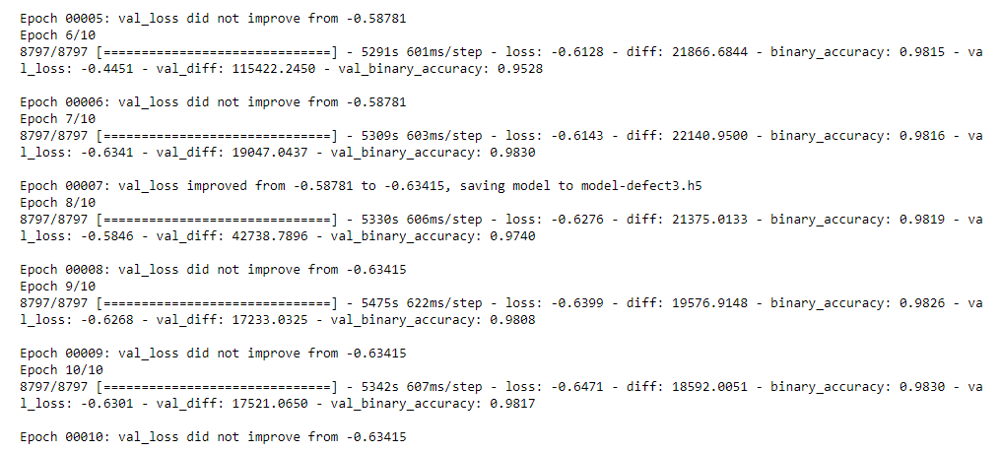 Epoch 00005: val_loss did not improve from -0.58781
Epoch 6/10
8797/8797 [==============================] - 5291s 601ms/step - loss: -0.6128 - diff: 21866.6844 - binary_accuracy: 0.9815 - va
l_loss: -0.4451 - val_diff: 115422.2450 - val_binary_accuracy: 0.9528
Epoch 00006: val_loss did not improve from -0.58781
Epoch 7/10
8797/8797 [==============================] - 5309s 603ms/step - loss: -0.6143 - diff: 22140.9500 - binary_accuracy: 0.9816 - va
l_loss: -0.6341 - val_diff: 19047.0437 - val_binary_accuracy: 0.9830
Epoch 00007: val_loss improved from -0.58781 to -0.63415, saving model to model-defect3.h5
Epoch 8/10
8797/8797 [==============================] - 5330s 606ms/step - loss: -0.6276 - diff: 21375.0133 - binary_accuracy: 0.9819 - va
l_loss: -0.5846 - val_diff: 42738.7896 - val_binary_accuracy: 0.9740
Epoch 00008: val_loss did not improve from -0.63415
Epoch 9/10
8797/8797 [==============================] - 5475s 622ms/step - loss: -0.6399 - diff: 19576.9148 - binary_accuracy: 0.9826 - va
l_loss: -0.6268 - val_diff: 17233.0325 - val_binary_accuracy: 0.9808
Epoch 00009: val_loss did not improve from -0.63415
Epoch 10/10
8797/8797 [==============================] - 5342s 607ms/step - loss: -0.6471 - diff: 18592.0051 - binary_accuracy: 0.9830 - va
l_loss: -0.6301 - val_diff: 17521.0650 - val_binary_accuracy: 0.9817
Epoch 00010: val_loss did not improve from -0.63415